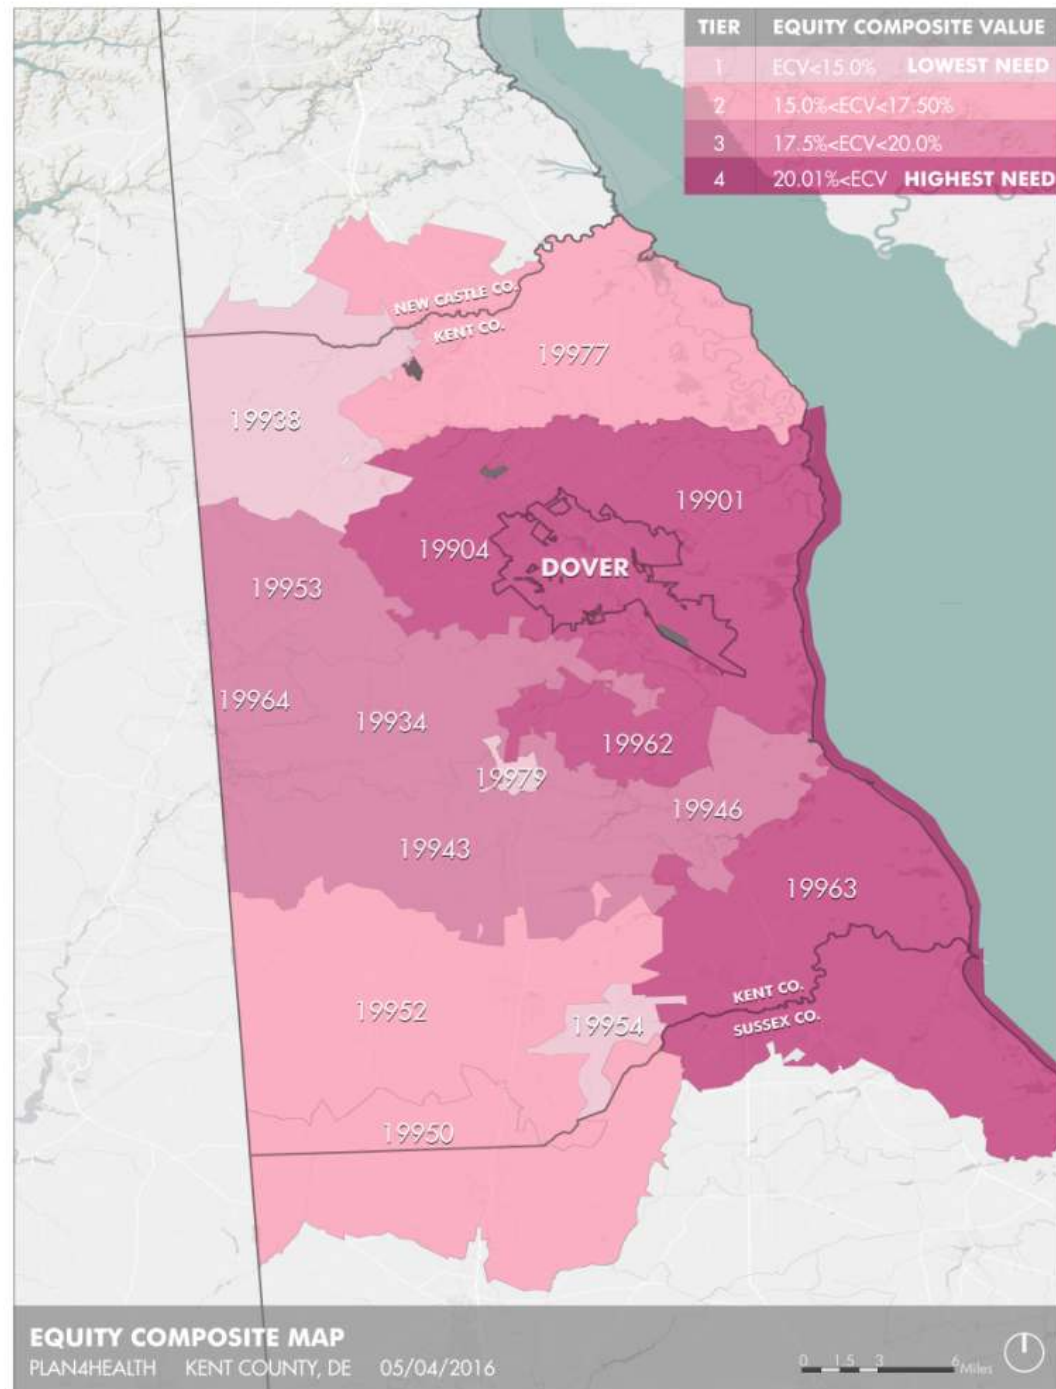 TIER EQUITY COMPOSITE VALUE
1 ECV<15.0% LOWEST NEED
2 15.0%<ECV<17.50%
3 17.5%<ECV<20.0%
4 20.01%<ECV HIGHEST NEED
NEW CASTLE CO.
KENT CO.
19977
19938
19901
19904
DOVER
19953
19964
19934
19962
19979
19946
19943
19963
KENT CO.
SUSSEX CO.
19952
19954
19950
EQUITY COMPOSITE MAP
PLAN4HEALTH KENT COUNTY, DE 05/04/2016
0 1.5 3 6 Miles